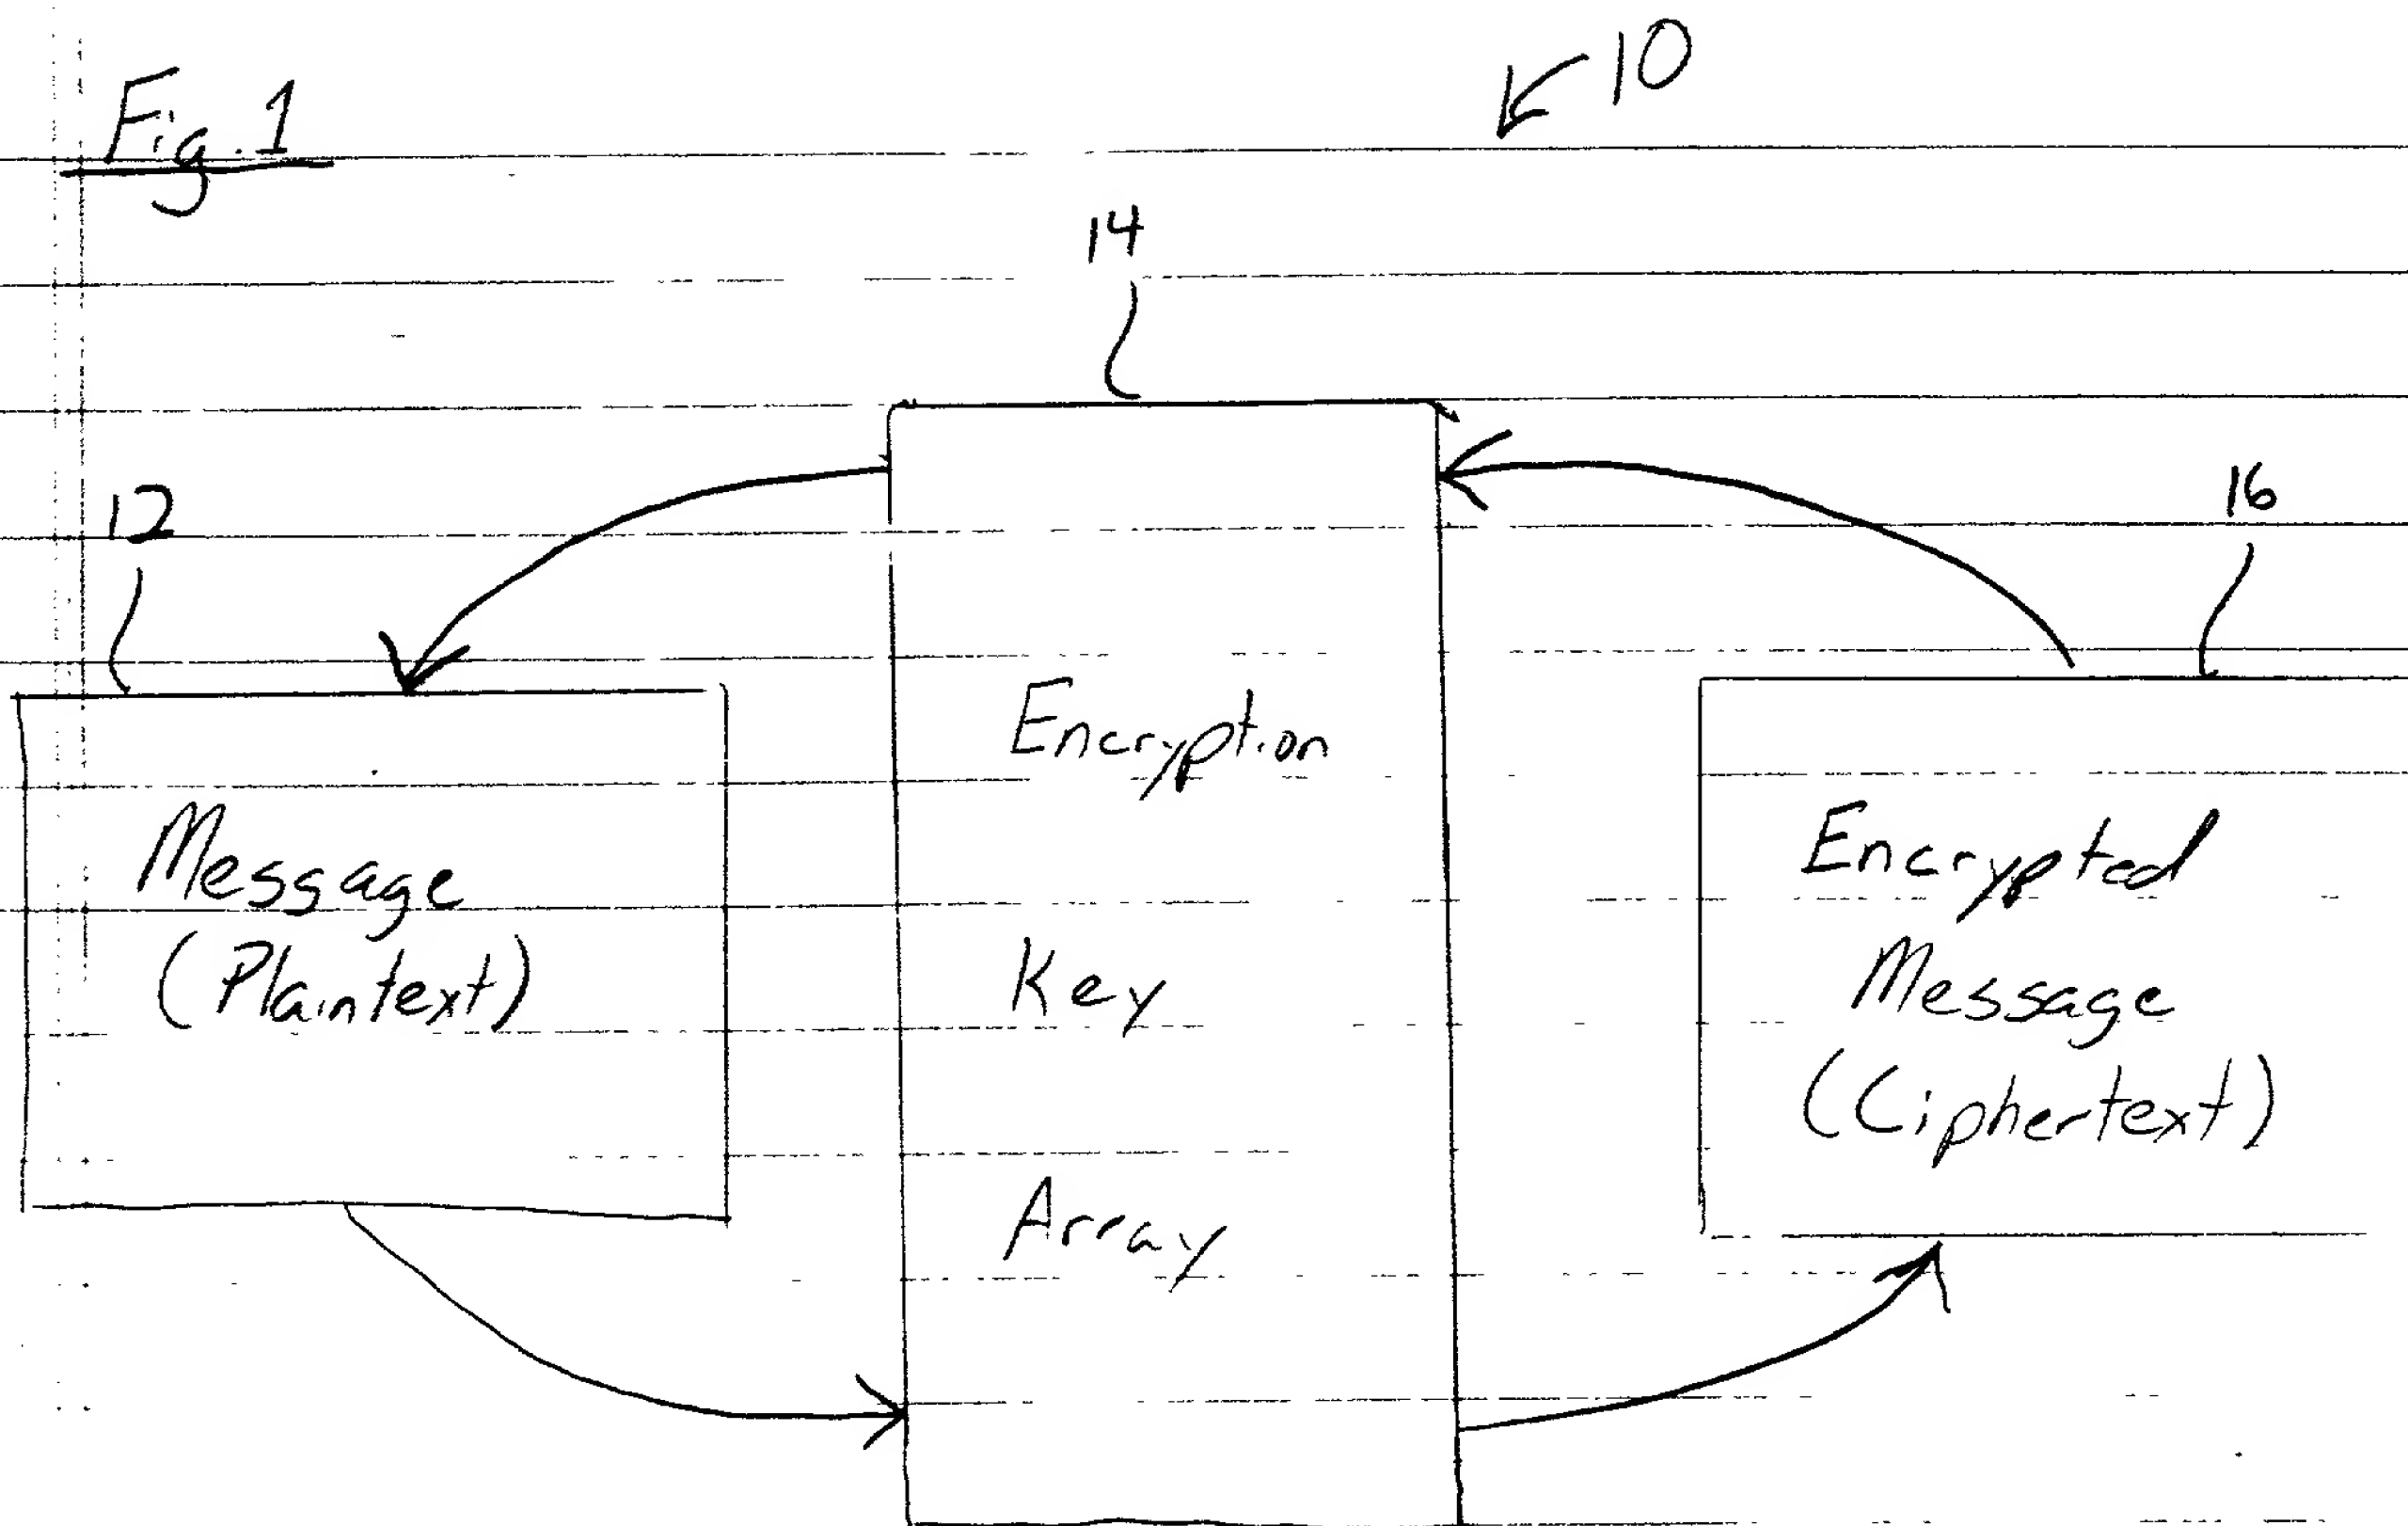 Fig. 1
10
14
12
16
Encryption
Key
Array
Message
(Plaintext)
Encrypted
Message
(Ciphertext)